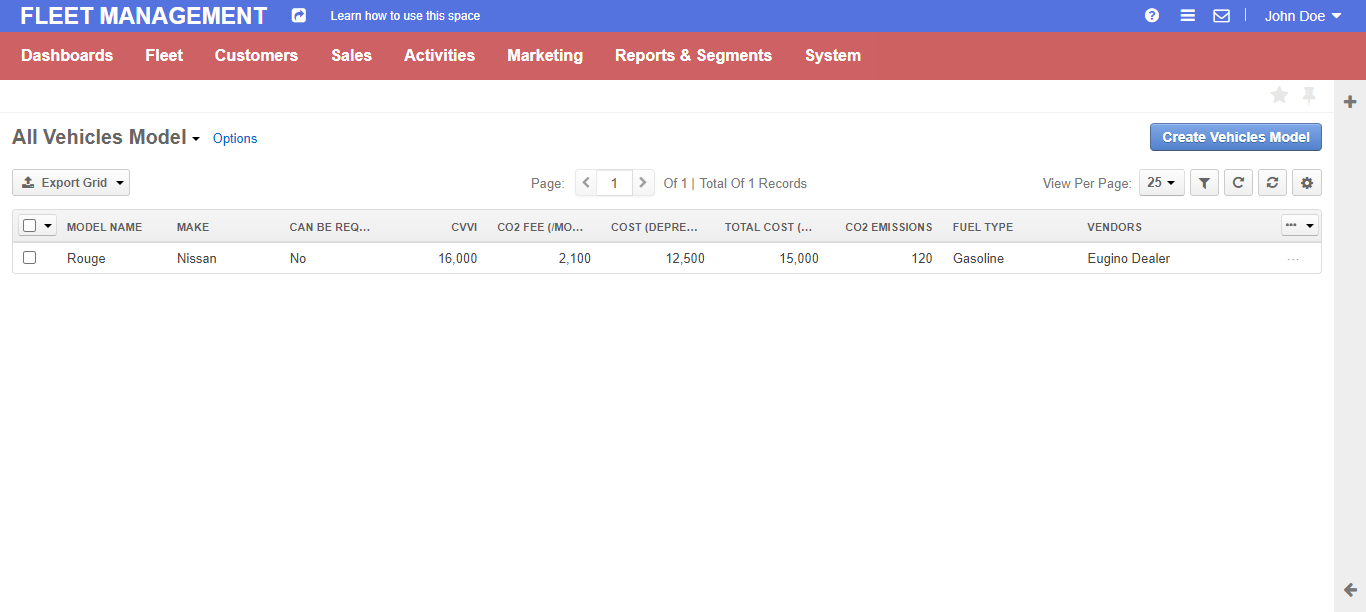 FLEET MANAGEMENT Learn how to use this space John Doe
Dashboards Fleet Customers Sales Activities Marketing Reports & Segments System
All Vehicles Model Options Create Vehicles Model
Export Grid Page: 1 Of 1 | Total Of 1 Records View Per Page: 25
MODEL NAME MAKE CAN BE REQ... CVVI CO2 FEE (/MO... COST (DEPRE... TOTAL COST (... CO2 EMISSIONS FUEL TYPE VENDORS
Rouge Nissan No 16,000 2,100 12,500 15,000 120 Gasoline Eugino Dealer